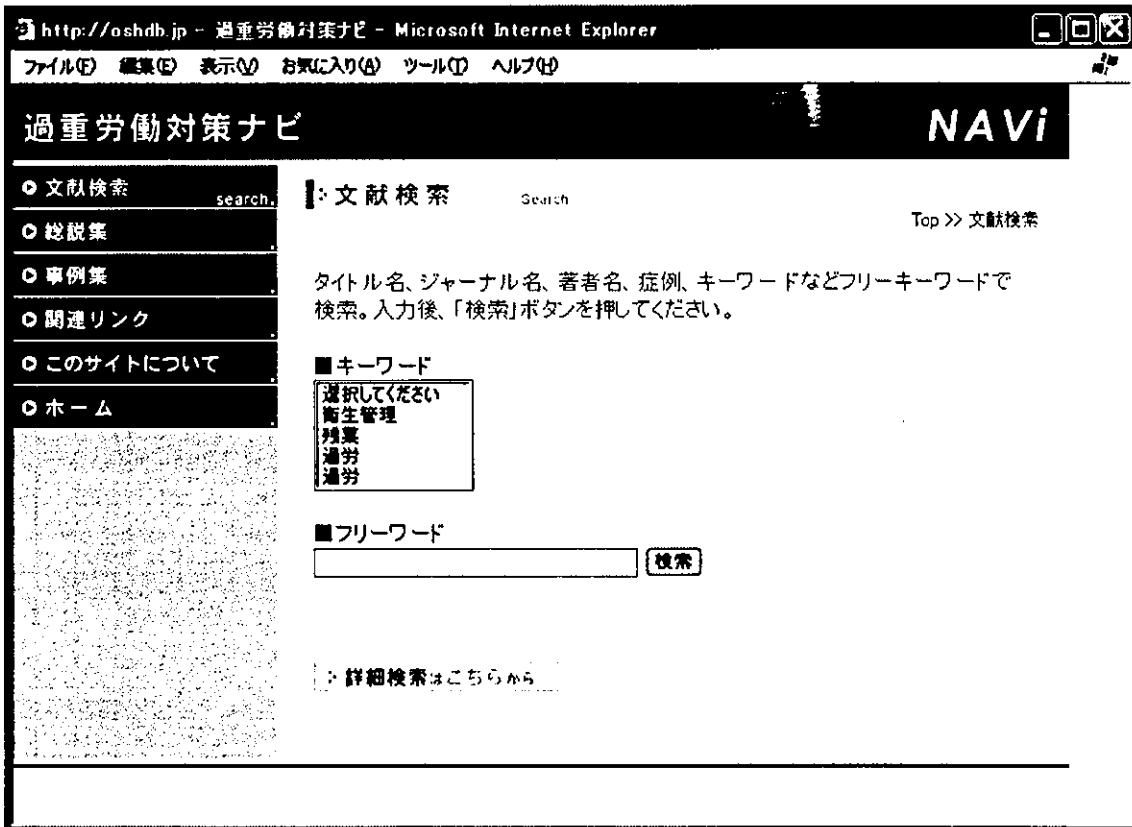 http://oshdb.jp - 過重労働対策ナビ - Microsoft Internet Explorer
ファイル(F) 編集(E) 表示(V) お気に入り(A) ツール(T) ヘルプ(H)
過重労働対策ナビ
NAVi
文献検索 search
総説集
事例集
関連リンク
このサイトについて
ホーム
文献検索 Search
Top >> 文献検索
タイトル名、ジャーナル名、著者名、症例、キーワードなどフリーキーワードで
検索。入力後、「検索」ボタンを押してください。
■キーワード
選択してください
衛生管理
残業
過労
過労
■フリーワード
検索
詳細検索はこちらから